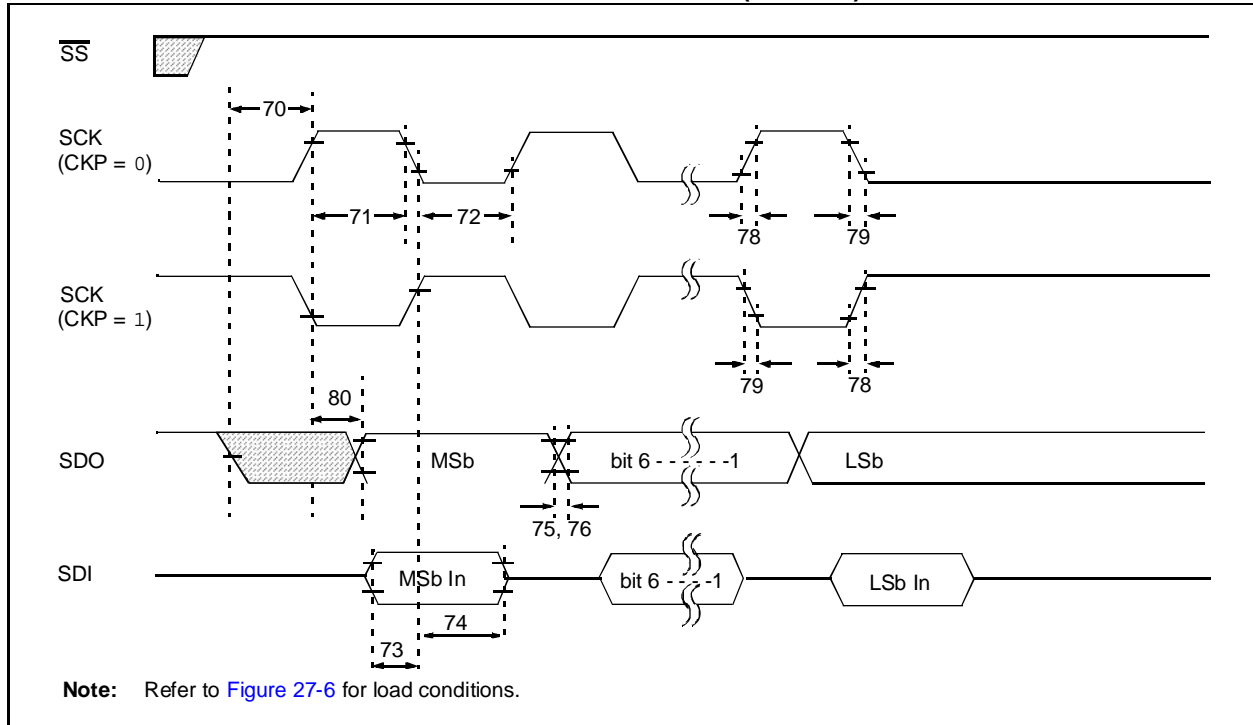 SS
70
SCK
(CKP = 0)
71
72
78
79
SCK
(CKP = 1)
79
78
80
SDO
MSb
bit 6 - - - - - -1
LSb
75, 76
SDI
MSb In
bit 6 - - - - -1
LSb In
74
73
Note: Refer to Figure 27-6 for load conditions.